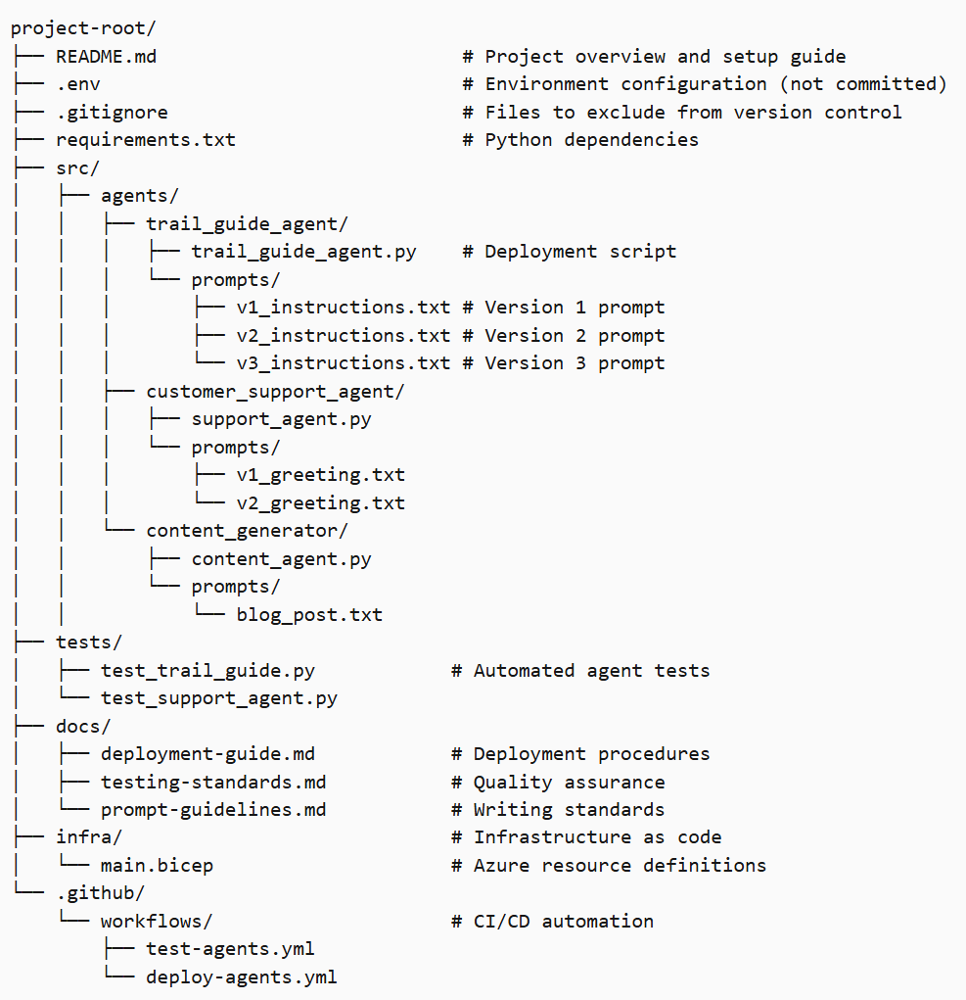 project-root/
├── README.md                           # Project overview and setup guide
├── .env                                # Environment configuration (not committed)
├── .gitignore                          # Files to exclude from version control
├── requirements.txt                    # Python dependencies
├── src/
│   ├── agents/
│   │   ├── trail_guide_agent/
│   │   │   ├── trail_guide_agent.py    # Deployment script
│   │   │   └── prompts/
│   │   │       ├── v1_instructions.txt # Version 1 prompt
│   │   │       ├── v2_instructions.txt # Version 2 prompt
│   │   │       └── v3_instructions.txt # Version 3 prompt
│   │   ├── customer_support_agent/
│   │   │   ├── support_agent.py
│   │   │   └── prompts/
│   │   │       ├── v1_greeting.txt
│   │   │       └── v2_greeting.txt
│   │   └── content_generator/
│   │       ├── content_agent.py
│   │       └── prompts/
│   │           └── blog_post.txt
├── tests/
│   ├── test_trail_guide.py            # Automated agent tests
│   └── test_support_agent.py
├── docs/
│   ├── deployment-guide.md            # Deployment procedures
│   ├── testing-standards.md           # Quality assurance
│   └── prompt-guidelines.md           # Writing standards
├── infra/                             # Infrastructure as code
│   └── main.bicep                     # Azure resource definitions
└── .github/
    └── workflows/                     # CI/CD automation
        ├── test-agents.yml
        └── deploy-agents.yml